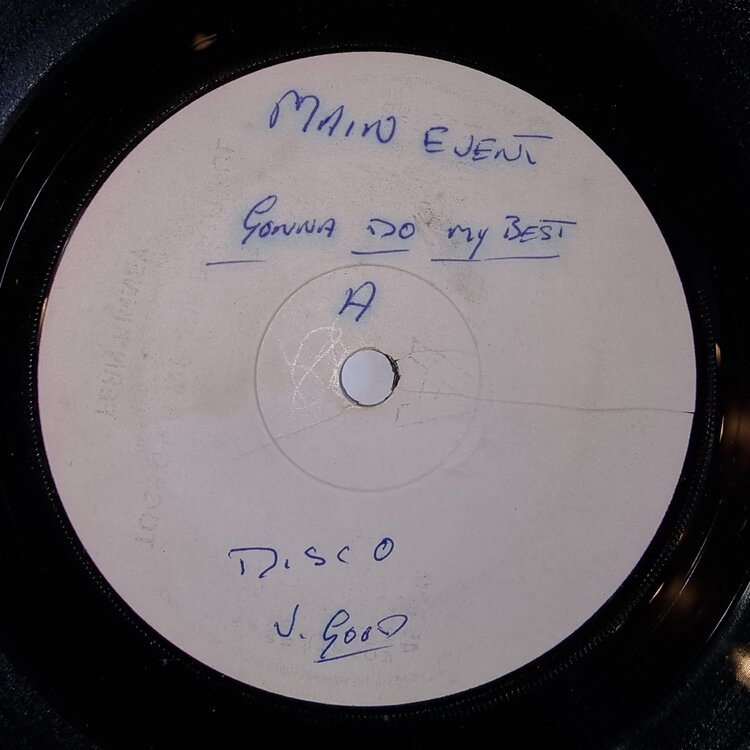 MAIN EVENT
GONNA DO MY BEST
A
DISCO
V. GOOD